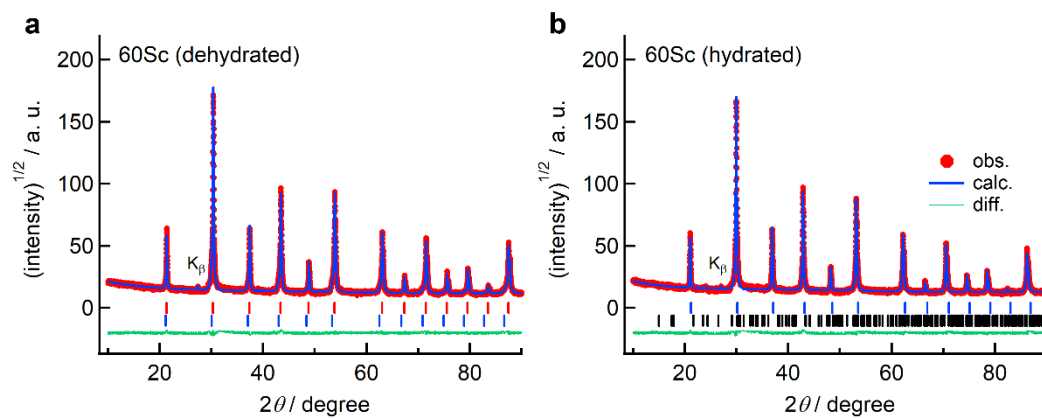 a
60Sc (dehydrated)
(intensity)^1/2 / a. u.
200
150
100
50
0
Kβ
20
40
60
80
2θ / degree
b
60Sc (hydrated)
(intensity)^1/2 / a. u.
200
150
100
50
0
Kβ
obs.
calc.
diff.
20
40
60
80
2θ / degree